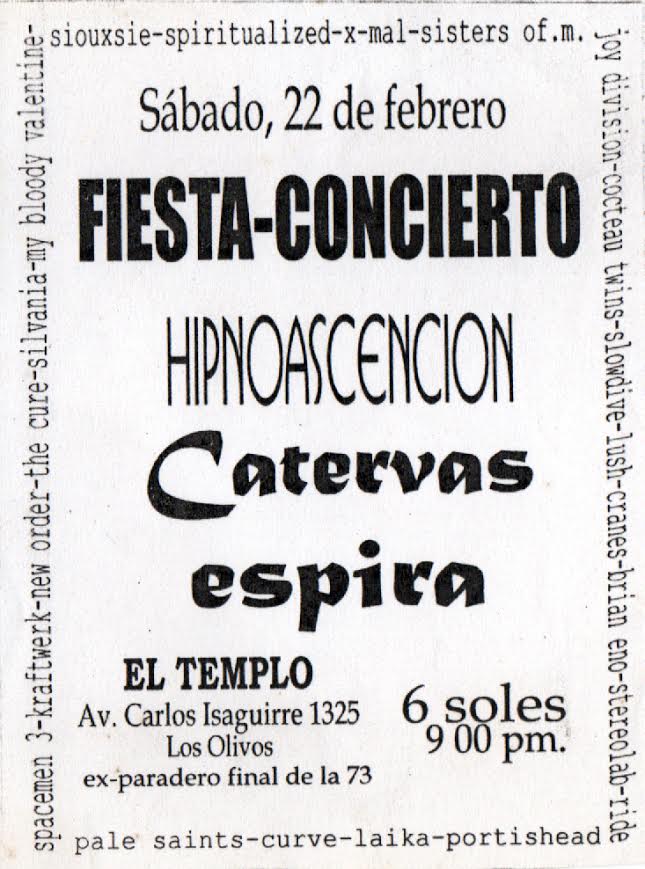 siouxsie-spiritualized-x-mal-sisters of.m.
joy division-cocteau twins-slowdive-lush-cranes-brian eno-stereolab-ride
spacemen 3-kraftwerk-new order-the cure-silvania-my bloody valentine-
Sábado, 22 de febrero
FIESTA-CONCIERTO
HIPNOASCENCION
Catervas
espira
EL TEMPLO
Av. Carlos Isaguirre 1325
Los Olivos
ex-paradero final de la 73
6 soles
9 00 pm.
pale saints-curve-laika-portishead